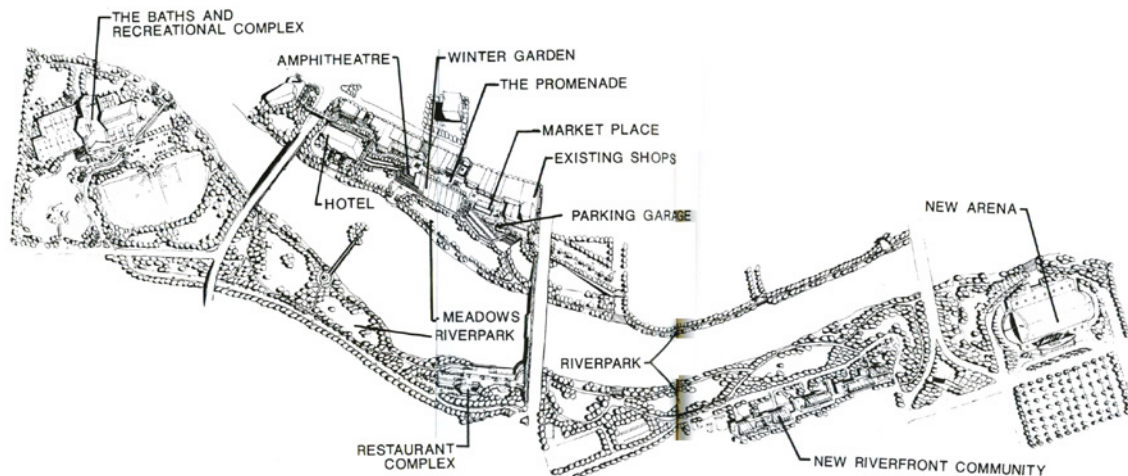 THE BATHS AND
RECREATIONAL COMPLEX
AMPHITHEATRE
WINTER GARDEN
THE PROMENADE
MARKET PLACE
EXISTING SHOPS
HOTEL
PARKING GARAGE
NEW ARENA
MEADOWS
RIVERPARK
RIVERPARK
RESTAURANT
COMPLEX
NEW RIVERFRONT COMMUNITY